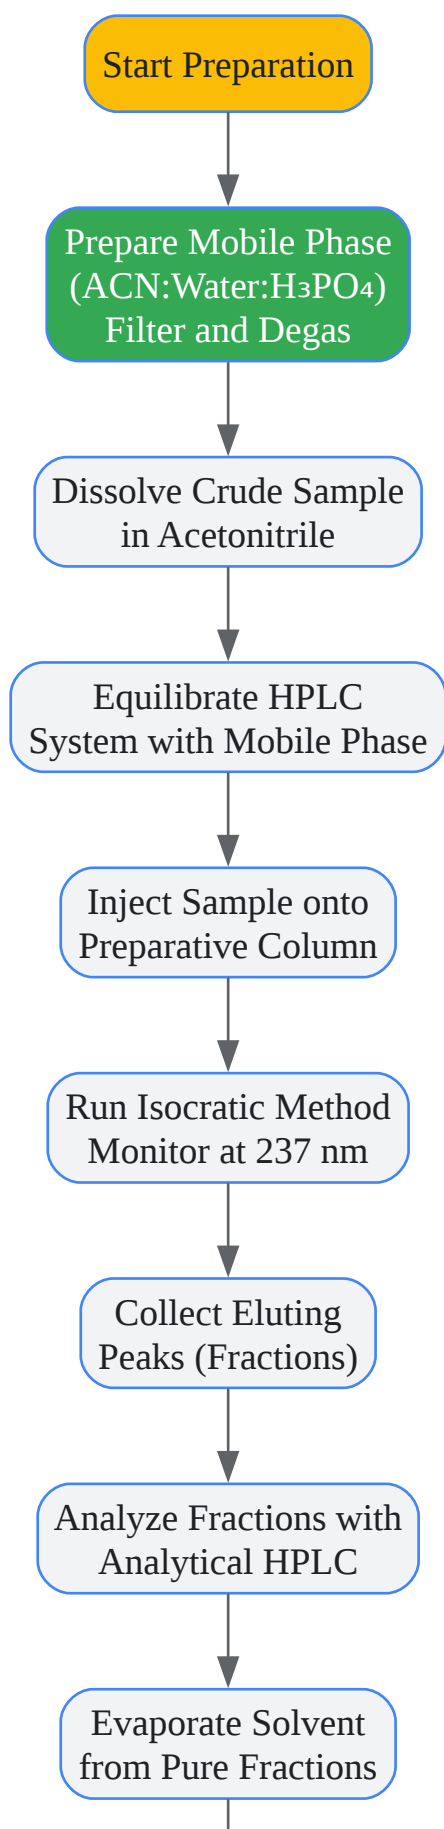 Start Preparation
Prepare Mobile Phase
(ACN:Water:H₃PO₄)
Filter and Degas
Dissolve Crude Sample
in Acetonitrile
Equilibrate HPLC
System with Mobile Phase
Inject Sample onto
Preparative Column
Run Isocratic Method
Monitor at 237 nm
Collect Eluting
Peaks (Fractions)
Analyze Fractions with
Analytical HPLC
Evaporate Solvent
from Pure Fractions